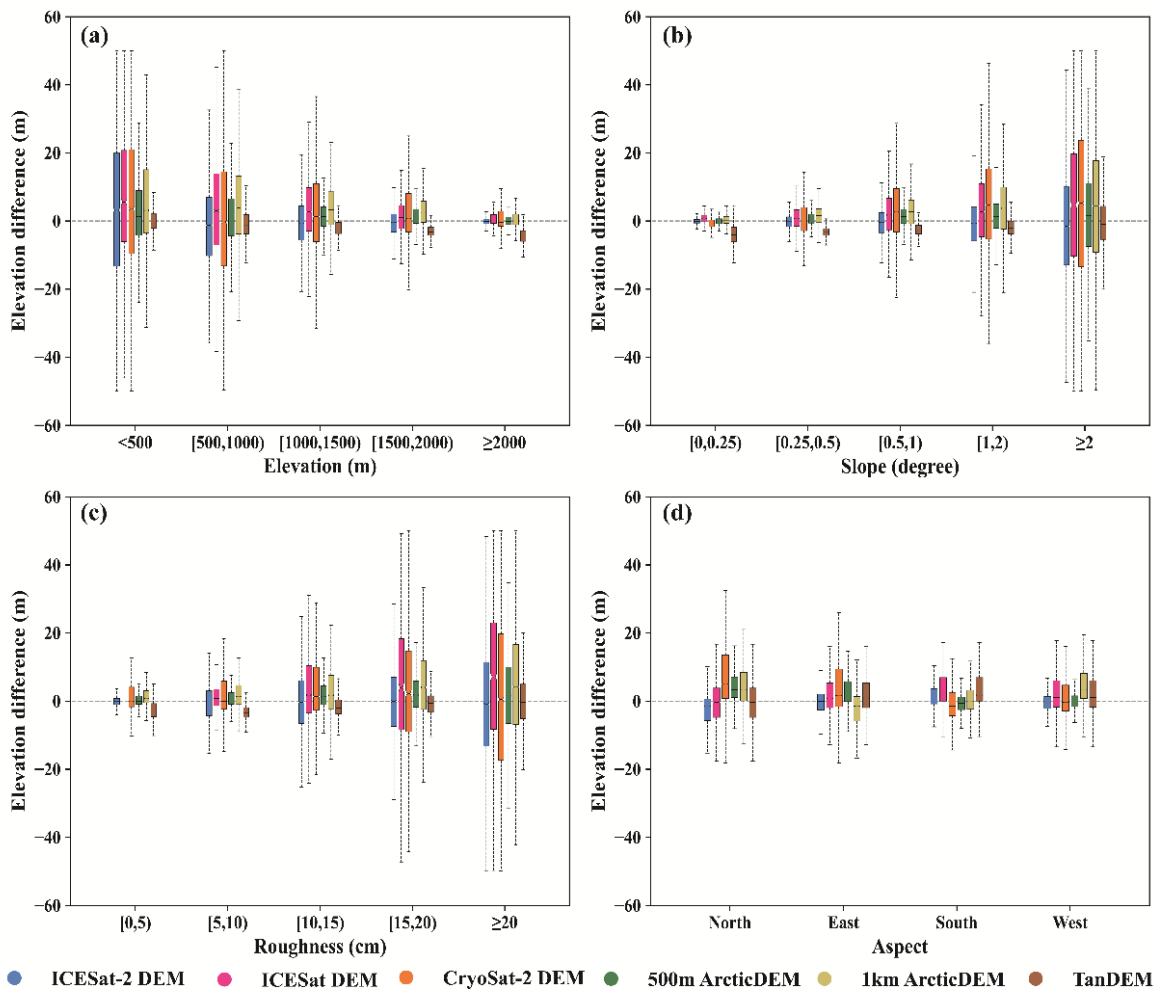 (a)
60
40
20
0
−20
−40
−60
Elevation difference (m)
<500 [500,1000) [1000,1500) [1500,2000) ≥2000
Elevation (m)
(b)
60
40
20
0
−20
−40
−60
Elevation difference (m)
[0,0.25) [0.25,0.5) [0.5,1) [1,2) ≥2
Slope (degree)
(c)
60
40
20
0
−20
−40
−60
Elevation difference (m)
[0,5) [5,10) [10,15) [15,20) ≥20
Roughness (cm)
(d)
60
40
20
0
−20
−40
−60
Elevation difference (m)
North East South West
Aspect
ICESat-2 DEM ICESat DEM CryoSat-2 DEM 500m ArcticDEM 1km ArcticDEM TanDEM